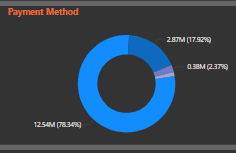 Payment Method
2.87M (17.92%)
0.38M (2.37%)
12.54M (78.34%)